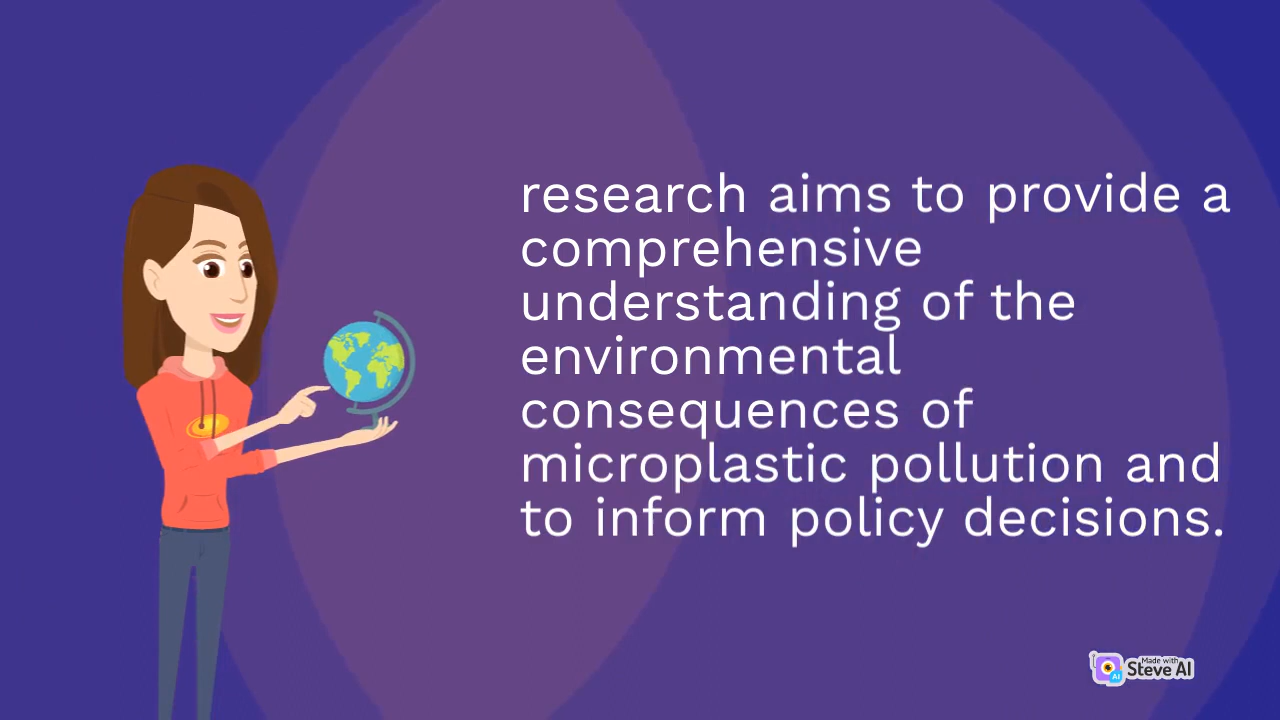 research aims to provide a
comprehensive
understanding of the
environmental
consequences of
microplastic pollution and
to inform policy decisions.
Made with
Steve AI
AI